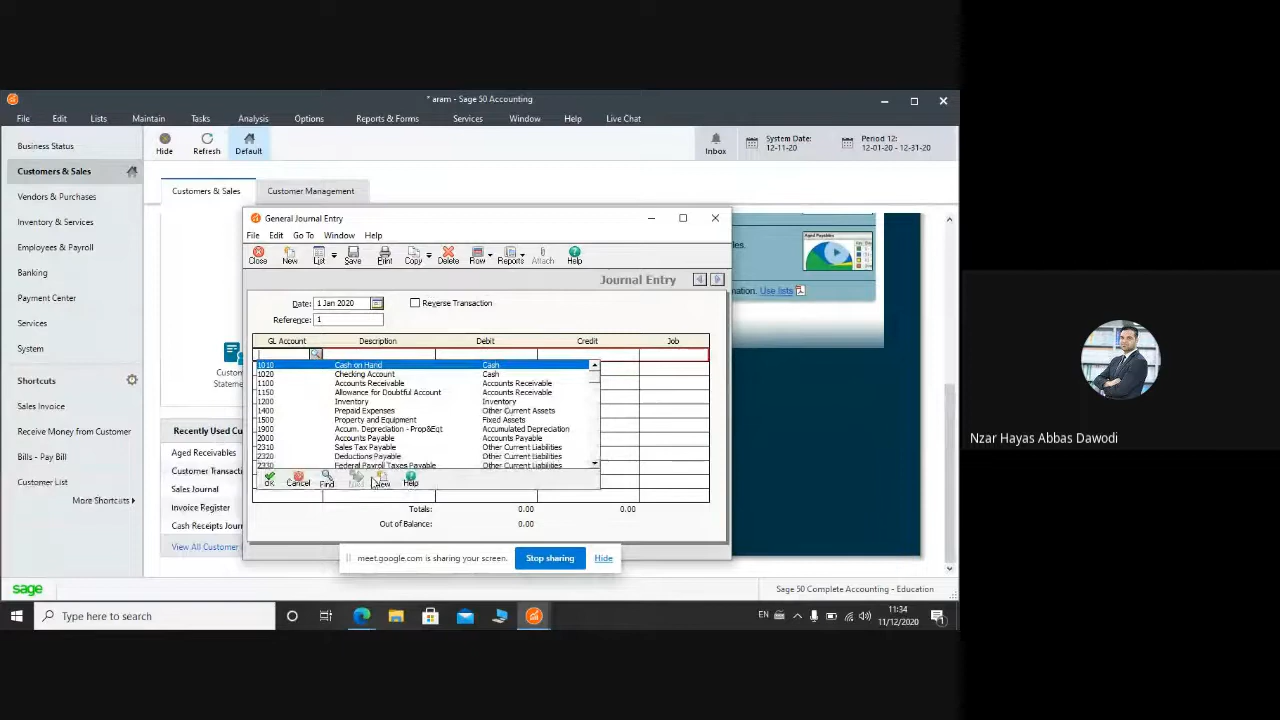 * aram - Sage 50 Accounting
File Edit Lists Maintain Tasks Analysis Options Reports & Forms Services Window Help Live Chat
Business Status
Customers & Sales
Vendors & Purchases
Inventory & Services
Employees & Payroll
Banking
Payment Center
Services
System
Shortcuts
Sales Invoice
Receive Money from Customer
Bills - Pay Bill
Customer List
More Shortcuts
Hide Refresh Default
Inbox
System Date:
12-11-20
Period 12:
12-01-20 - 12-31-20
Customers & Sales Customer Management
Custom
Stateme
Recently Used Cu
Aged Receivables
Customer Transacti
Sales Journal
Invoice Register
Cash Receipts Journ
View All Customer
les.
Aged Payables
mation. Use lists
General Journal Entry
File Edit Go To Window Help
Close New List Save Print Copy Delete Row Reports Attach Help
Journal Entry
Date: 1 Jan 2020 Reverse Transaction
Reference: 1
GL Account Description Debit Credit Job
1010 Cash on Hand Cash
1020 Checking Account Cash
1100 Accounts Receivable Accounts Receivable
1150 Allowance for Doubtful Account Accounts Receivable
1200 Inventory Inventory
1400 Prepaid Expenses Other Current Assets
1500 Property and Equipment Fixed Assets
1900 Accum. Depreciation - Prop&Eqt Accumulated Depreciation
2000 Accounts Payable Accounts Payable
2310 Sales Tax Payable Other Current Liabilities
2320 Deductions Payable Other Current Liabilities
2330 Federal Payroll Taxes Payable Other Current Liabilities
OK Cancel Find New Help
Totals: 0.00 0.00
Out of Balance: 0.00
meet.google.com is sharing your screen. Stop sharing Hide
sage
Sage 50 Complete Accounting - Education
Type here to search
EN
11:34
11/12/2020
1
Nzar Hayas Abbas Dawodi